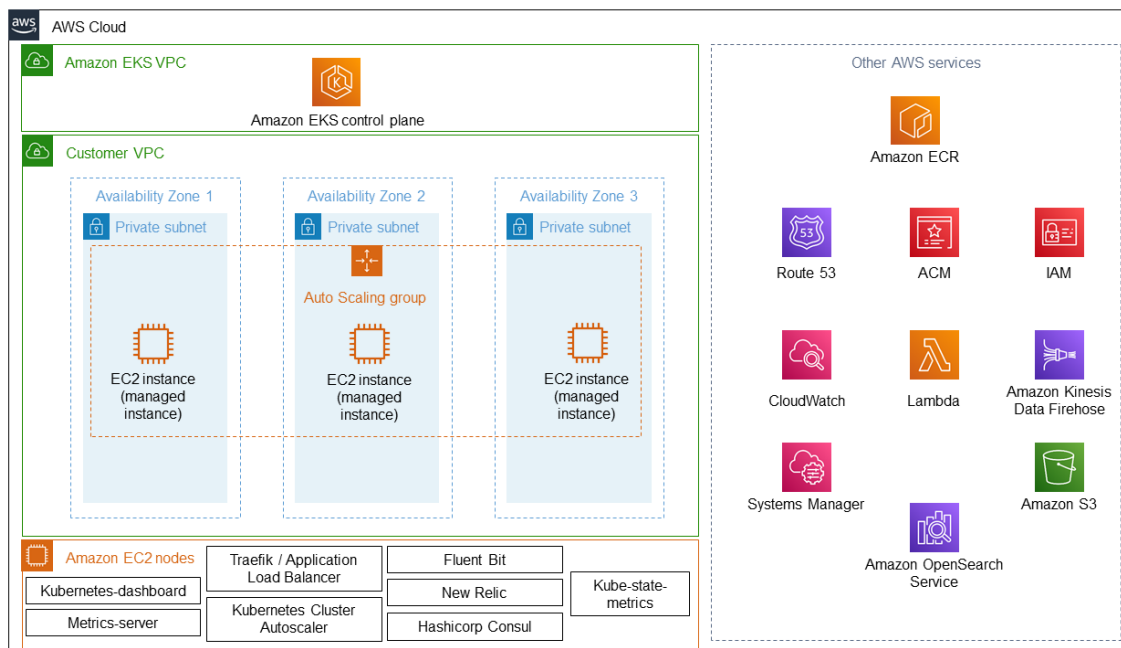 aws
AWS Cloud
Amazon EKS VPC
Amazon EKS control plane
Customer VPC
Availability Zone 1
Private subnet
Availability Zone 2
Private subnet
Availability Zone 3
Private subnet
Auto Scaling group
EC2 instance
(managed
instance)
EC2 instance
(managed
instance)
EC2 instance
(managed
instance)
Amazon EC2 nodes
Kubernetes-dashboard
Metrics-server
Traefik / Application
Load Balancer
Kubernetes Cluster
Autoscaler
Fluent Bit
New Relic
Hashicorp Consul
Kube-state-
metrics
Other AWS services
Amazon ECR
53
Route 53
ACM
IAM
CloudWatch
Lambda
Amazon Kinesis
Data Firehose
Systems Manager
Amazon S3
Amazon OpenSearch
Service